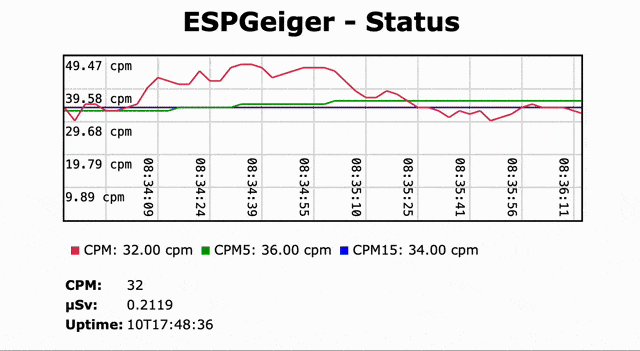 ESPGeiger - Status
49.47 cpm
39.58 cpm
29.68 cpm
19.79 cpm
9.89 cpm
08:34:09
08:34:24
08:34:39
08:34:55
08:35:10
08:35:25
08:35:41
08:35:56
08:36:11
CPM: 32.00 cpm CPM5: 36.00 cpm CPM15: 34.00 cpm
CPM: 32
µSv: 0.2119
Uptime: 10T17:48:36